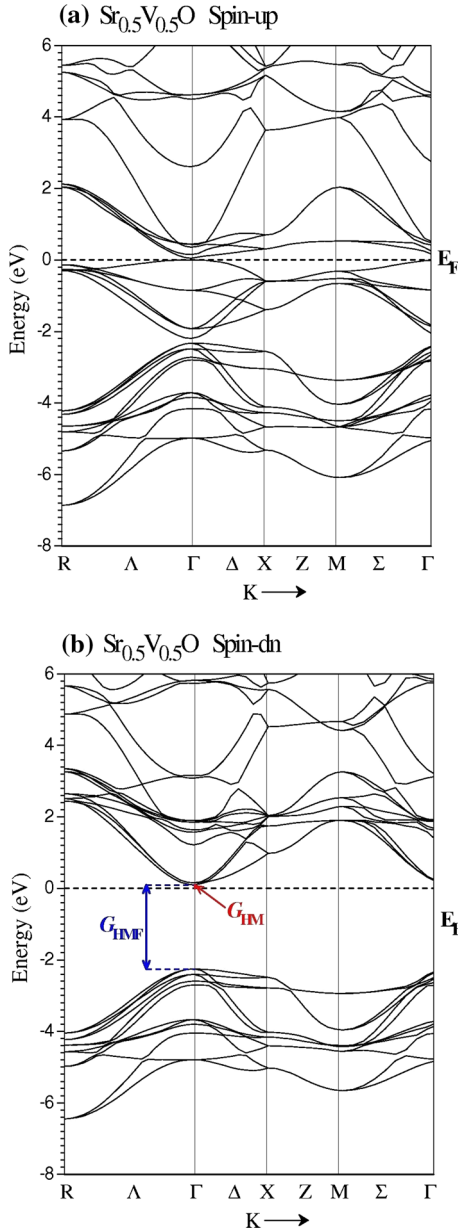 (a) Sr0.5V0.5O Spin-up
6
4
2
0
-2
-4
-6
-8
Energy (eV)
EF
R Λ Γ Δ X Z M Σ Γ
K
(b) Sr0.5V0.5O Spin-dn
6
4
2
0
-2
-4
-6
-8
Energy (eV)
GHMF
GHM
EF
R Λ Γ Δ X Z M Σ Γ
K